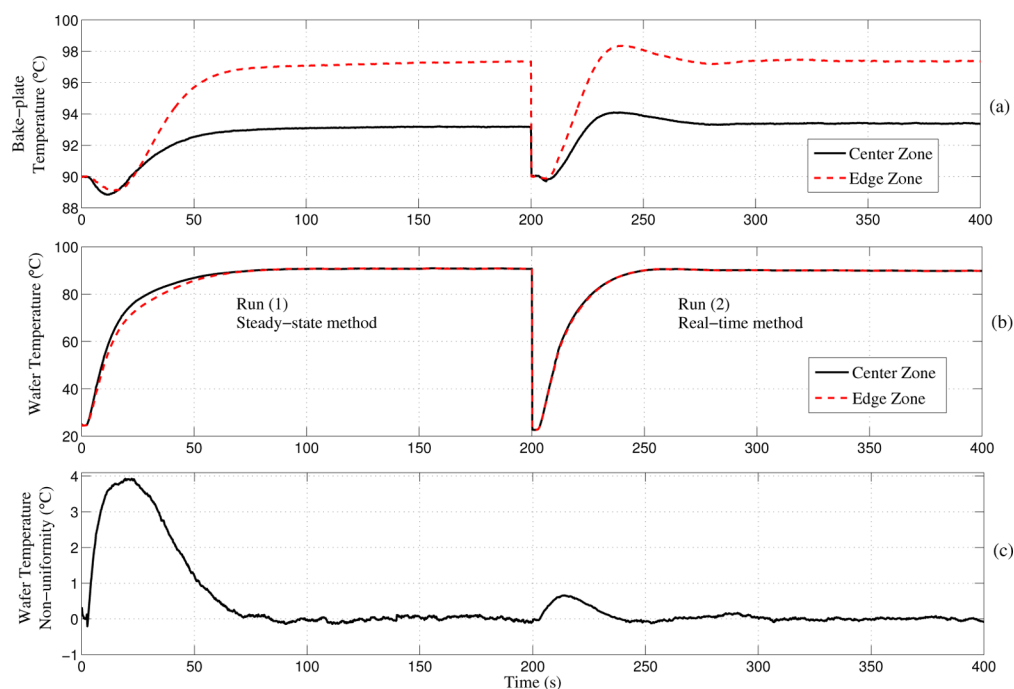 100
98
96
94
92
90
88
Bake−plate
Temperature (°C)
0 50 100 150 200 250 300 350 400
Center Zone
Edge Zone
(a)
100
80
60
40
20
Wafer Temperature (°C)
0 50 100 150 200 250 300 350 400
Run (1)
Steady−state method
Run (2)
Real−time method
Center Zone
Edge Zone
(b)
4
3
2
1
0
−1
Wafer Temperature
Non−uniformity (°C)
0 50 100 150 200 250 300 350 400
Time (s)
(c)